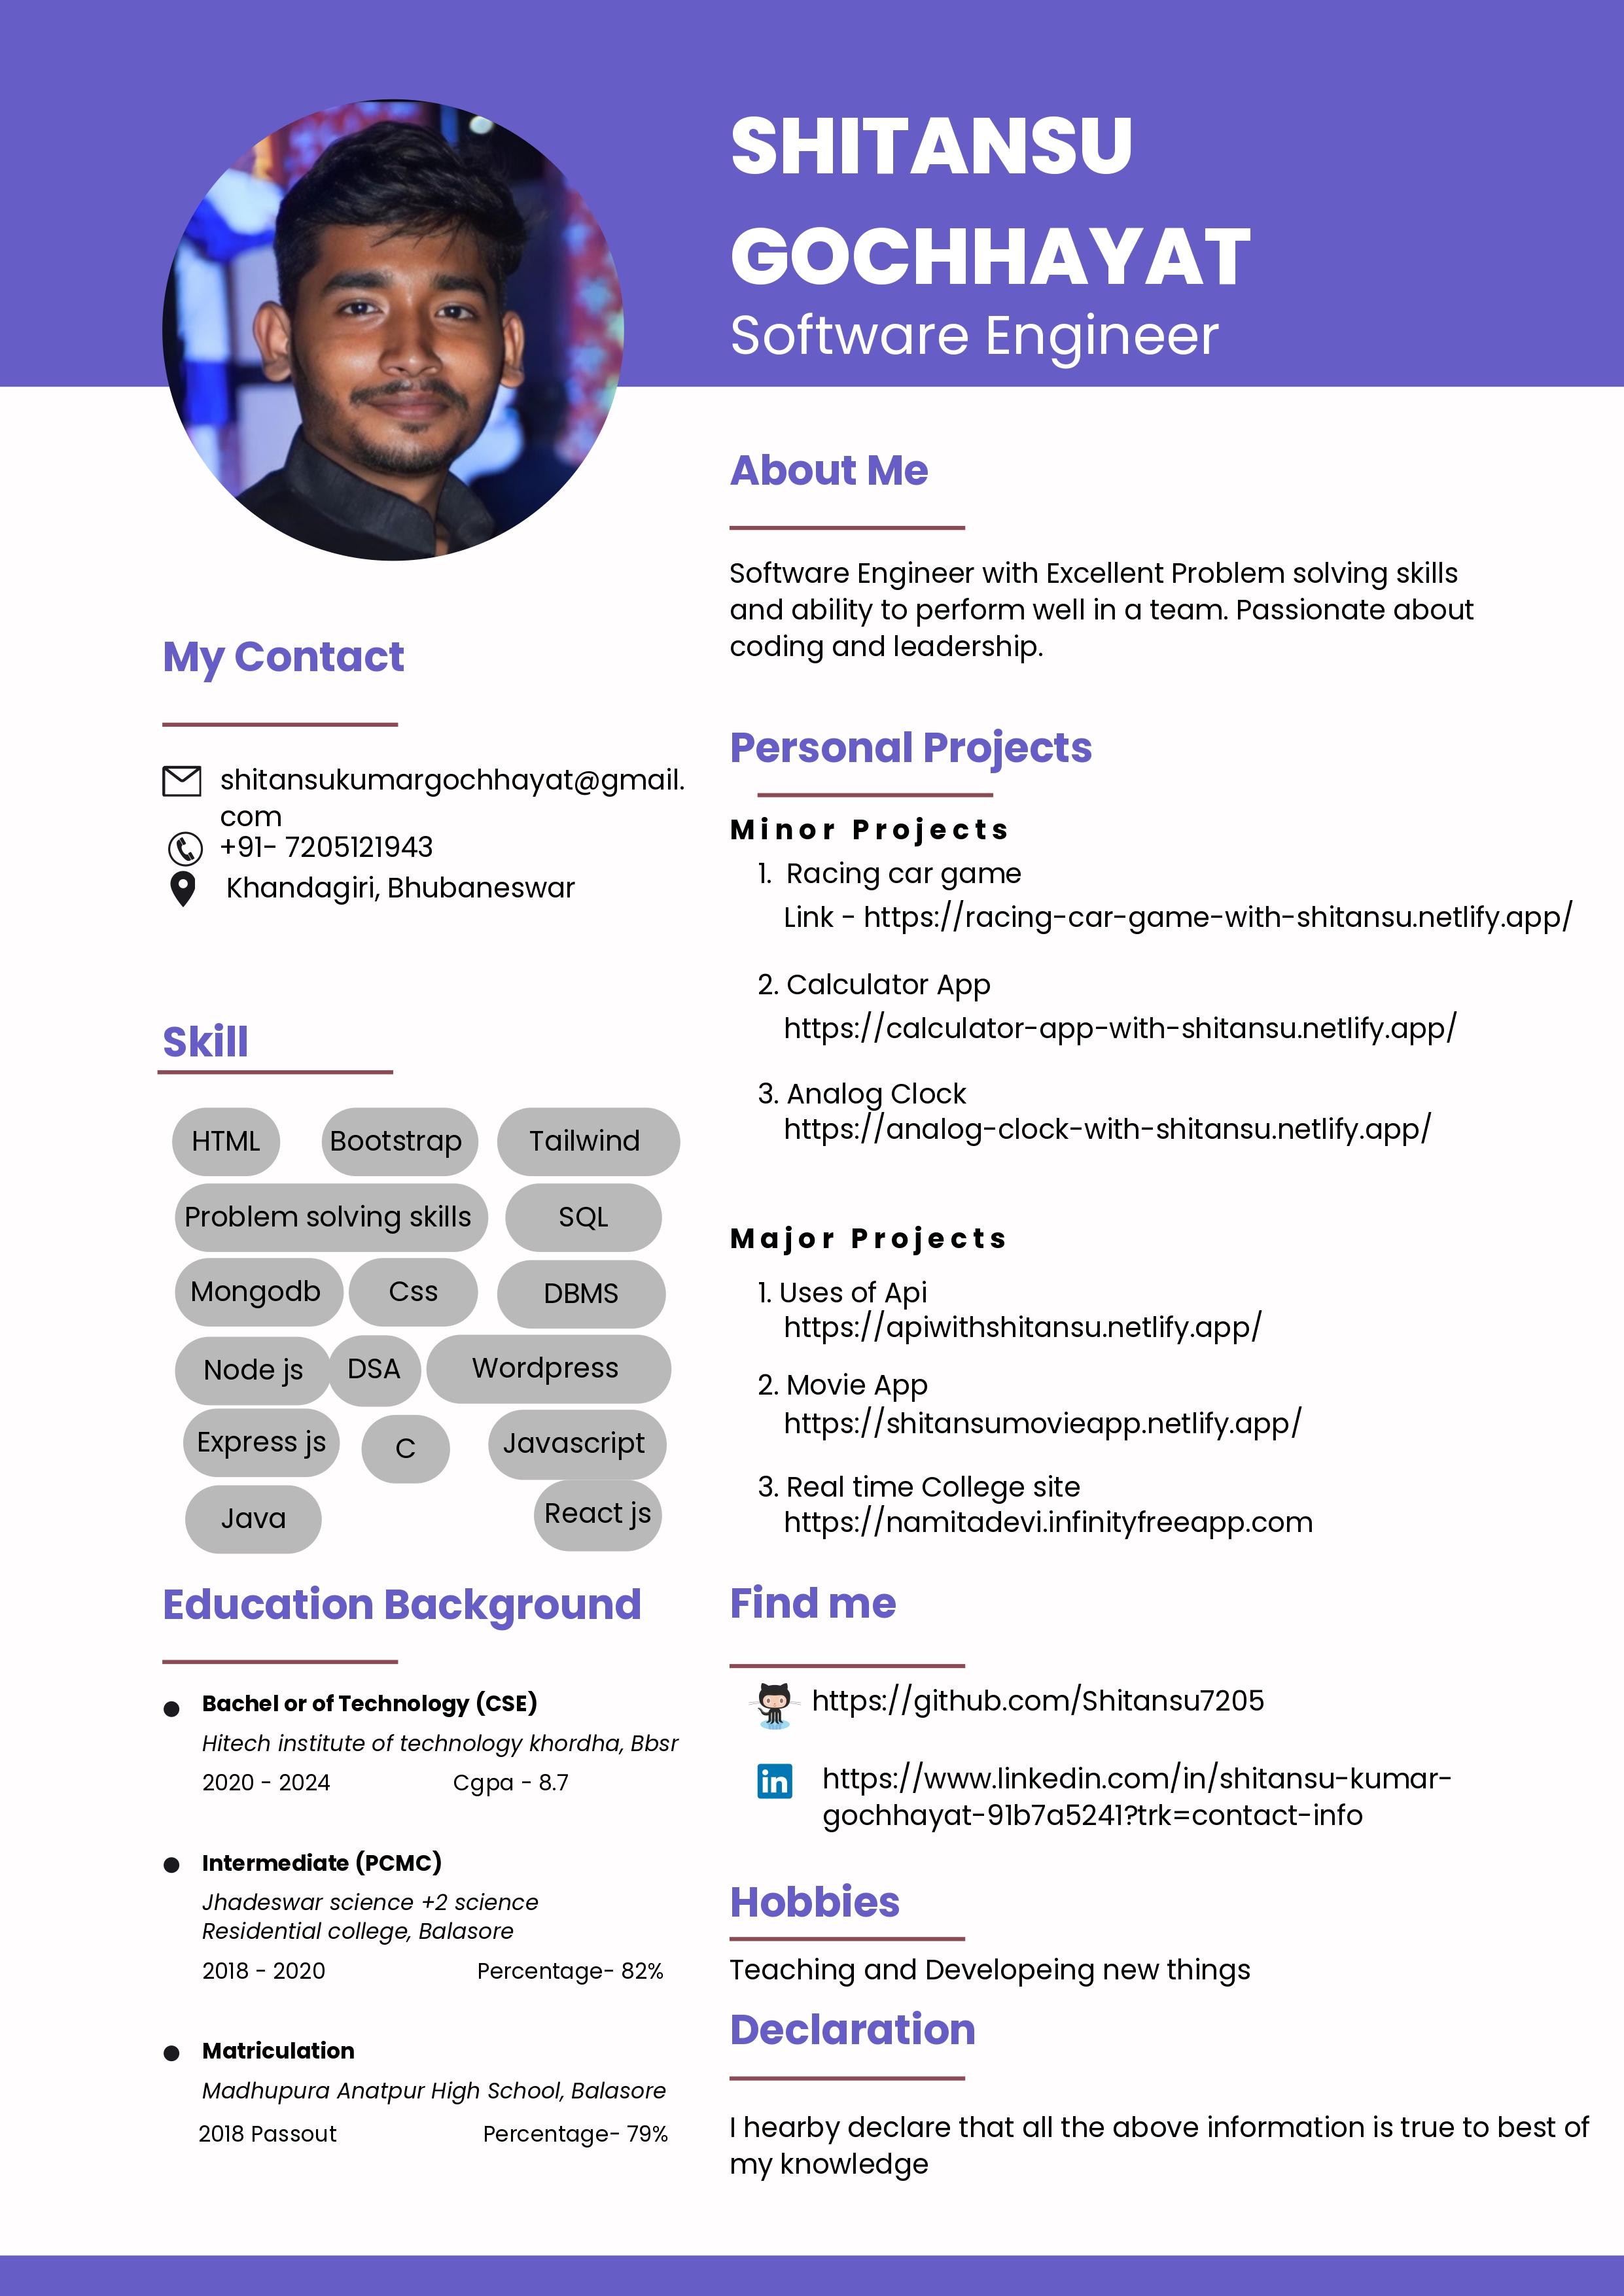 SHITANSU
GOCHHAYAT
Software Engineer
My Contact
shitansukumargochhayat@gmail.
com
+91- 7205121943
Khandagiri, Bhubaneswar
Skill
HTML Bootstrap Tailwind
Problem solving skills SQL
Mongodb Css DBMS
Node js DSA Wordpress
Express js C Javascript
Java React js
Education Background
Bachel or of Technology (CSE)
Hitech institute of technology khordha, Bbsr
2020 - 2024 Cgpa - 8.7
Intermediate (PCMC)
Jhadeswar science +2 science
Residential college, Balasore
2018 - 2020 Percentage- 82%
Matriculation
Madhupura Anatpur High School, Balasore
2018 Passout Percentage- 79%
About Me
Software Engineer with Excellent Problem solving skills
and ability to perform well in a team. Passionate about
coding and leadership.
Personal Projects
Minor Projects
1. Racing car game
Link - https://racing-car-game-with-shitansu.netlify.app/
2. Calculator App
https://calculator-app-with-shitansu.netlify.app/
3. Analog Clock
https://analog-clock-with-shitansu.netlify.app/
Major Projects
1. Uses of Api
https://apiwithshitansu.netlify.app/
2. Movie App
https://shitansumovieapp.netlify.app/
3. Real time College site
https://namitadevi.infinityfreeapp.com
Find me
https://github.com/Shitansu7205
in
https://www.linkedin.com/in/shitansu-kumar-
gochhayat-91b7a5241?trk=contact-info
Hobbies
Teaching and Developeing new things
Declaration
I hearby declare that all the above information is true to best of
my knowledge